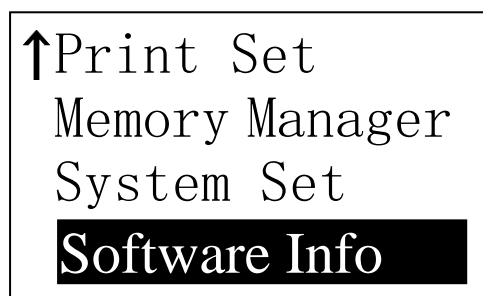 ↑Print Set
Memory Manager
System Set
Software Info